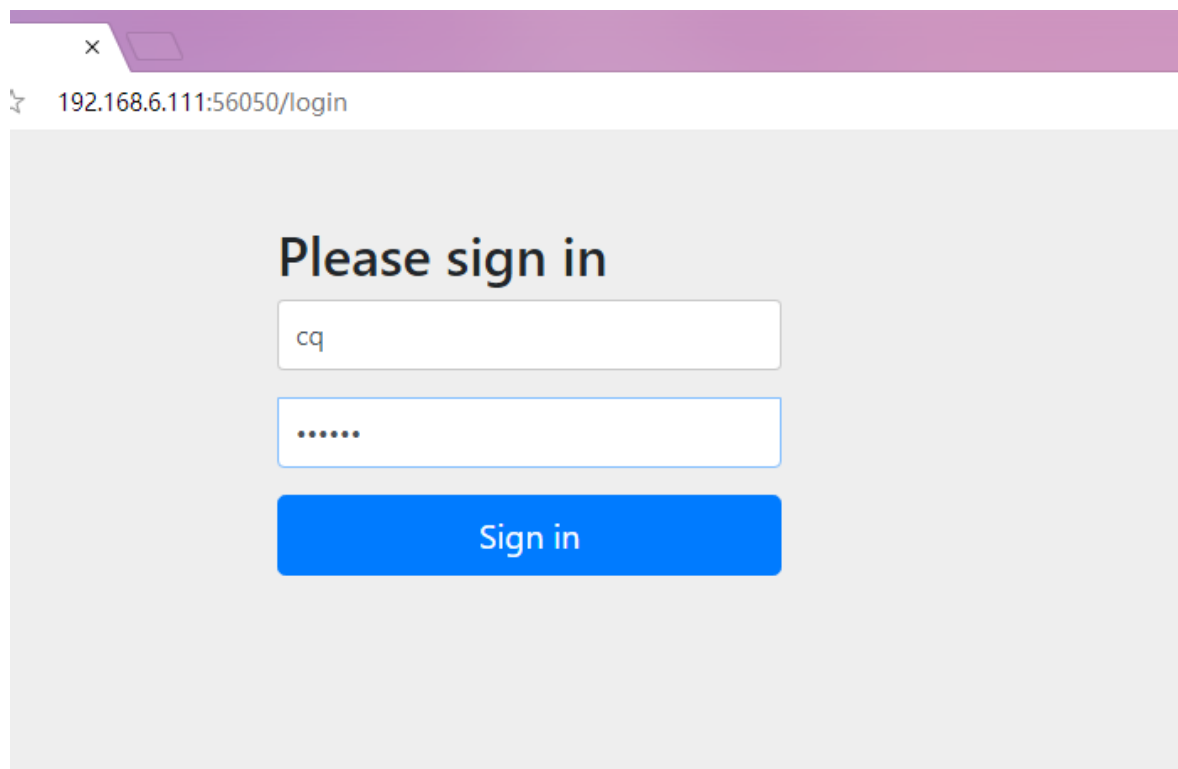 192.168.6.111:56050/login
Please sign in
cq
••••••
Sign in